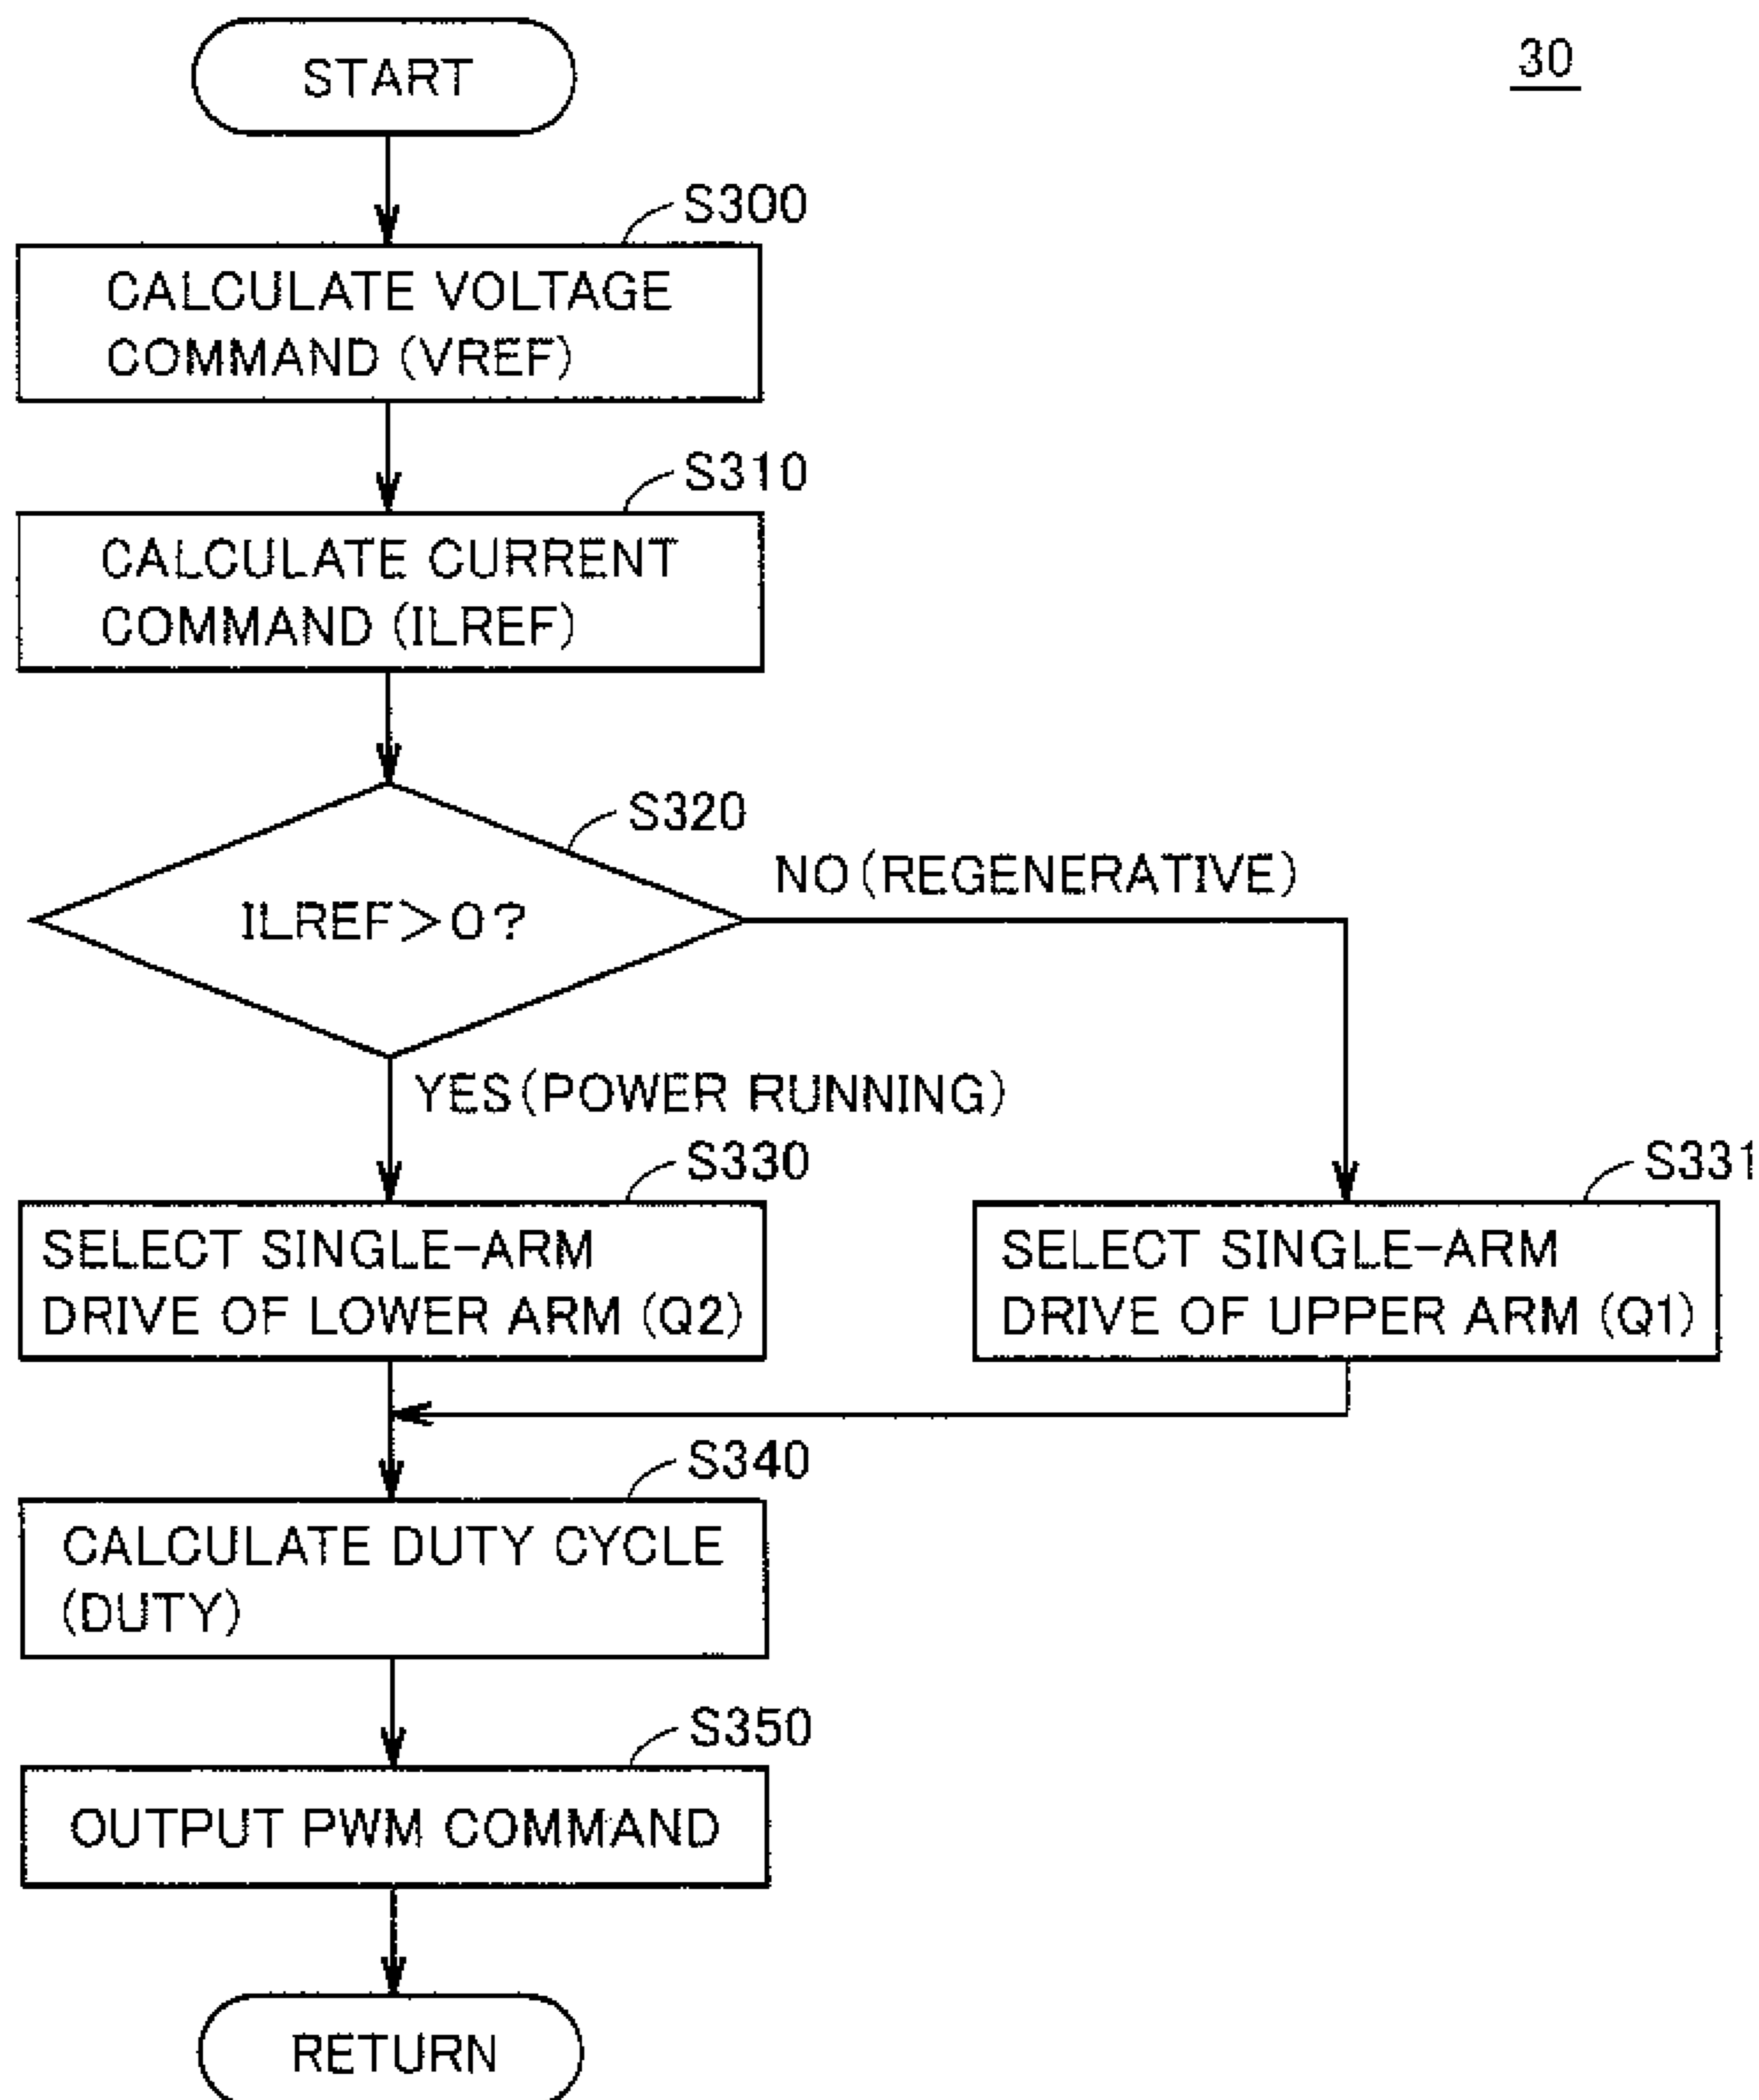 30
START
S300
CALCULATE VOLTAGE
COMMAND (VREF)
S310
CALCULATE CURRENT
COMMAND (ILREF)
S320
ILREF>0?
NO (REGENERATIVE)
YES (POWER RUNNING)
S330
SELECT SINGLE-ARM
DRIVE OF LOWER ARM (Q2)
S331
SELECT SINGLE-ARM
DRIVE OF UPPER ARM (Q1)
S340
CALCULATE DUTY CYCLE
(DUTY)
S350
OUTPUT PWM COMMAND
RETURN